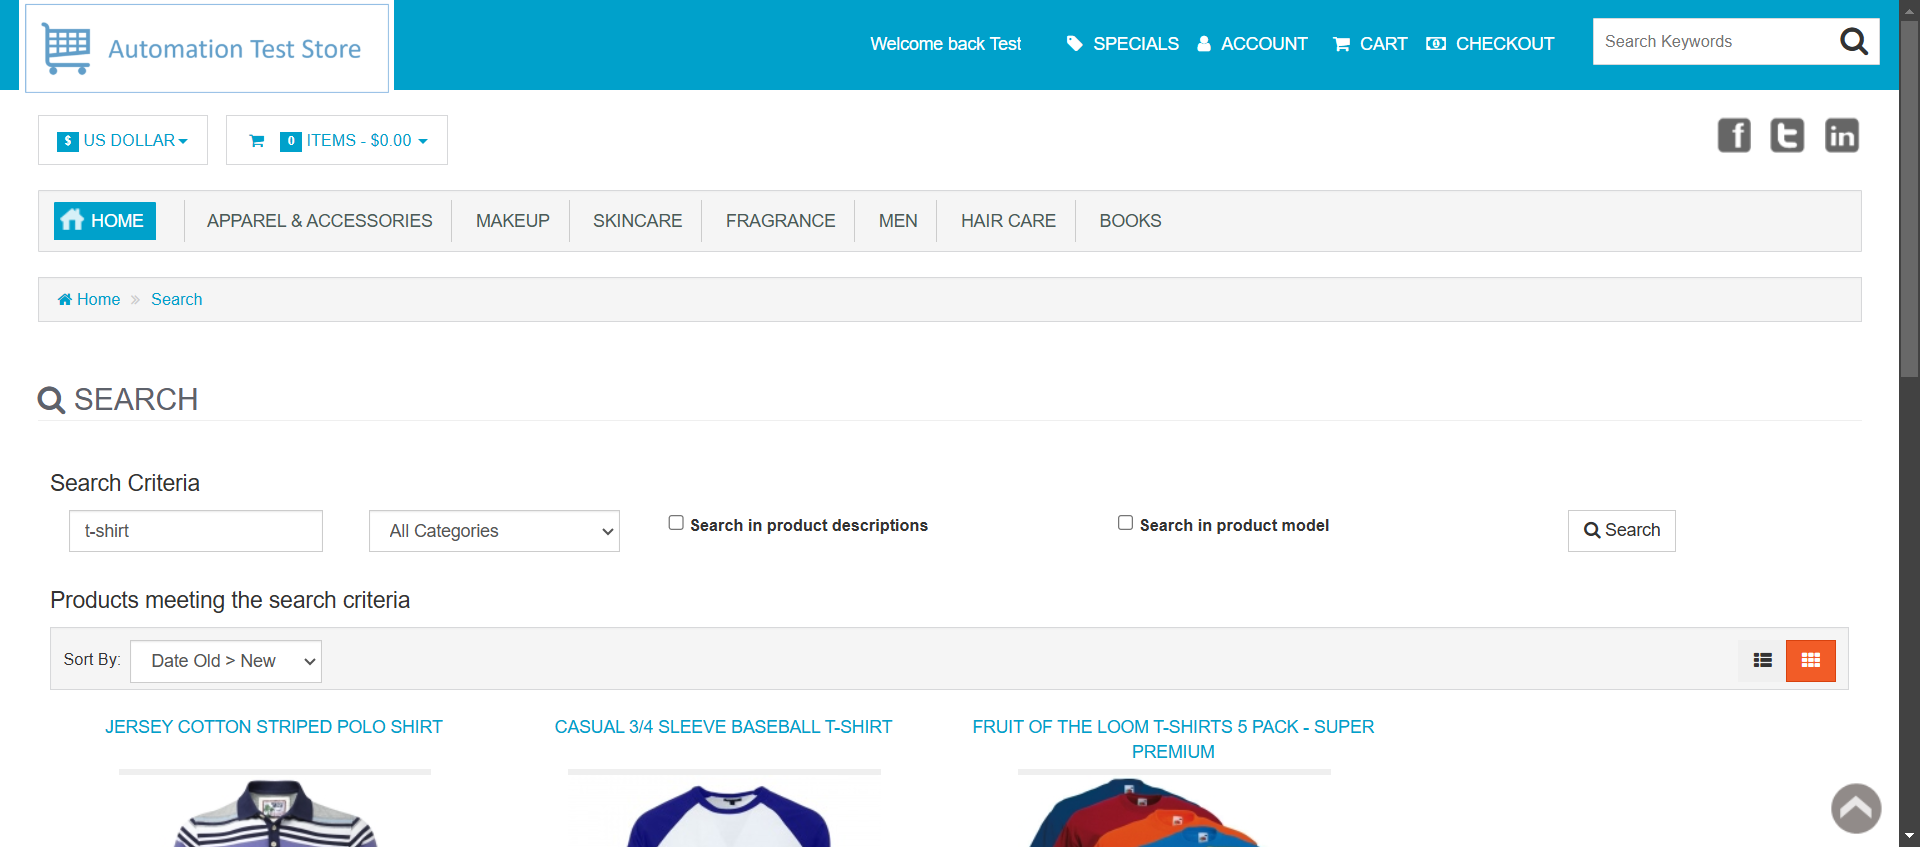 Automation Test Store
Welcome back Test
SPECIALS
ACCOUNT
CART
CHECKOUT
Search Keywords
$ US DOLLAR
0 ITEMS - $0.00
f t in
HOME
APPAREL & ACCESSORIES
MAKEUP
SKINCARE
FRAGRANCE
MEN
HAIR CARE
BOOKS
Home » Search
SEARCH
Search Criteria
t-shirt
All Categories
Search in product descriptions
Search in product model
Search
Products meeting the search criteria
Sort By:
Date Old > New
JERSEY COTTON STRIPED POLO SHIRT
CASUAL 3/4 SLEEVE BASEBALL T-SHIRT
FRUIT OF THE LOOM T-SHIRTS 5 PACK - SUPER
PREMIUM